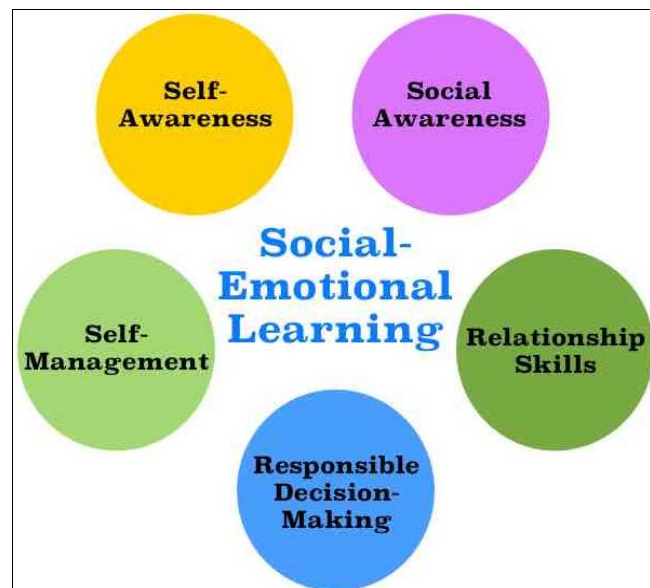 Self-
Awareness
Social
Awareness
Social-
Emotional
Learning
Self-
Management
Relationship
Skills
Responsible
Decision-
Making